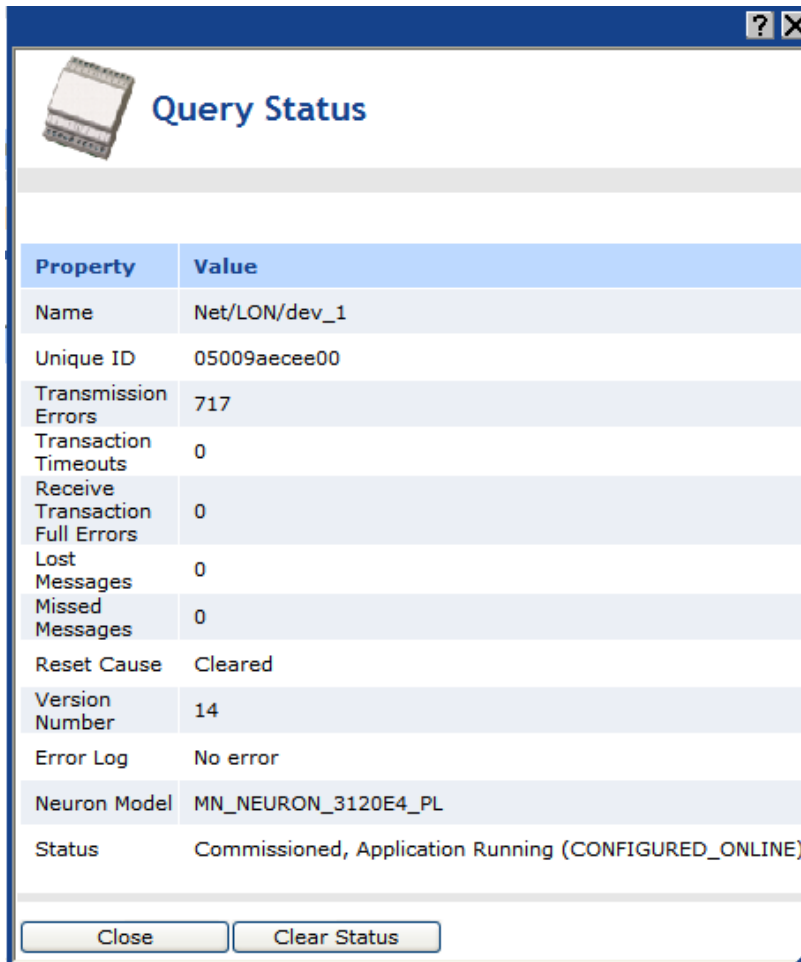 Query Status
Property Value
Name Net/LON/dev_1
Unique ID 05009aecee00
Transmission
Errors 717
Transaction
Timeouts 0
Receive
Transaction
Full Errors 0
Lost
Messages 0
Missed
Messages 0
Reset Cause Cleared
Version
Number 14
Error Log No error
Neuron Model MN_NEURON_3120E4_PL
Status Commissioned, Application Running (CONFIGURED_ONLINE)
Close Clear Status